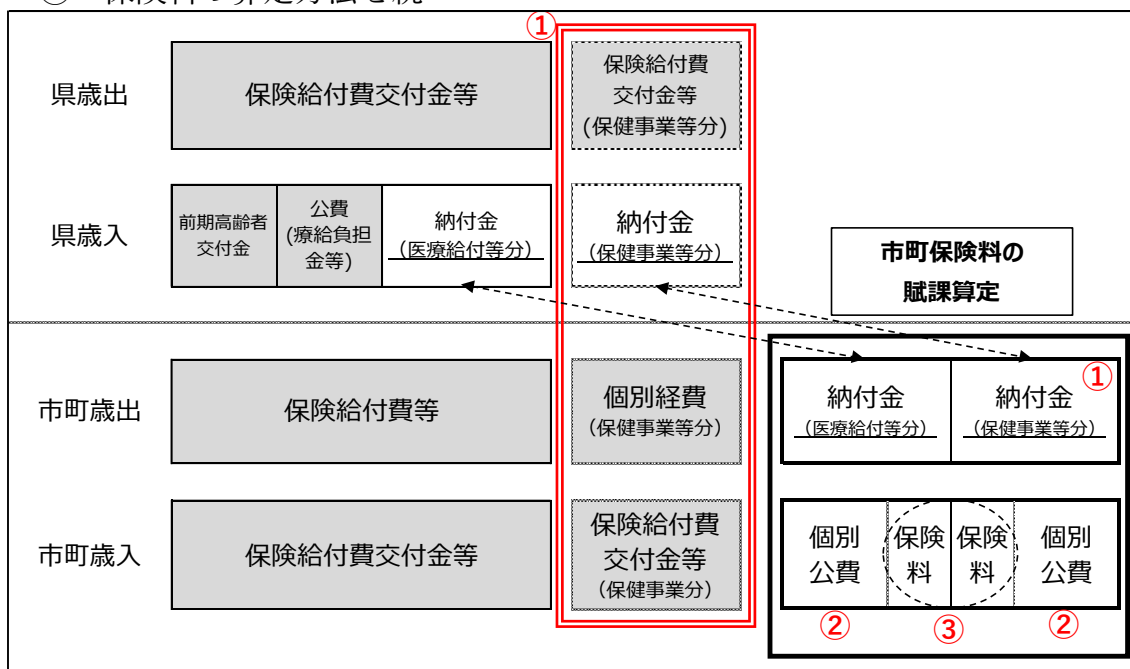 保険料の算定方法を統一
①
県歳出
保険給付費交付金等
保険給付費
交付金等
(保健事業等分)
県歳入
前期高齢者
交付金
公費
(療給負担
金等)
納付金
（医療給付等分）
納付金
（保健事業等分）
市町保険料の
賦課算定
市町歳出
保険給付費等
個別経費
（保健事業等分）
納付金
（医療給付等分）
納付金
（保健事業等分）
①
市町歳入
保険給付費交付金等
保険給付費
交付金等
（保健事業分）
個別
公費
保険
料
保険
料
個別
公費
②
③
②